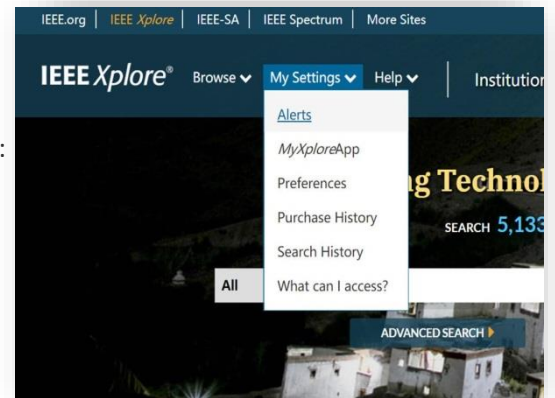 IEEE.org | IEEE Xplore | IEEE-SA | IEEE Spectrum | More Sites
IEEE Xplore® Browse My Settings Help | Institution
Alerts
:
MyXploreApp
Preferences
g Technol
Purchase History
SEARCH 5,133
Search History
All
What can I access?
ADVANCED SEARCH